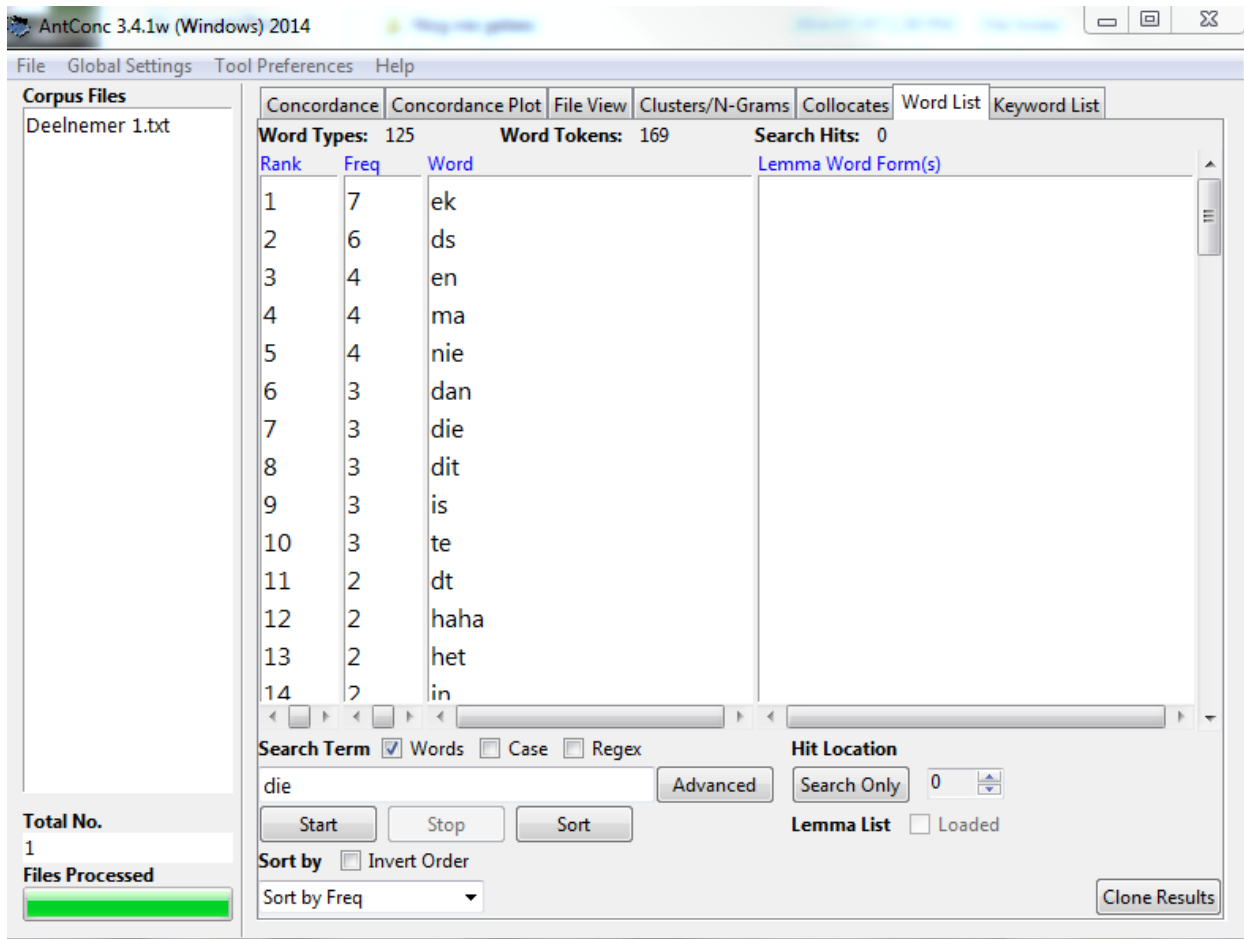 AntConc 3.4.1w (Windows) 2014
File Global Settings Tool Preferences Help
Corpus Files
Deelnemer 1.txt
Concordance Concordance Plot File View Clusters/N-Grams Collocates Word List Keyword List
Word Types: 125 Word Tokens: 169 Search Hits: 0
Rank Freq Word Lemma Word Form(s)
1 7 ek
2 6 ds
3 4 en
4 4 ma
5 4 nie
6 3 dan
7 3 die
8 3 dit
9 3 is
10 3 te
11 2 dt
12 2 haha
13 2 het
14 2 in
Search Term Words Case Regex Hit Location
die Advanced Search Only 0
Total No.
1
Start Stop Sort Lemma List Loaded
Files Processed
Sort by Invert Order
Sort by Freq Clone Results